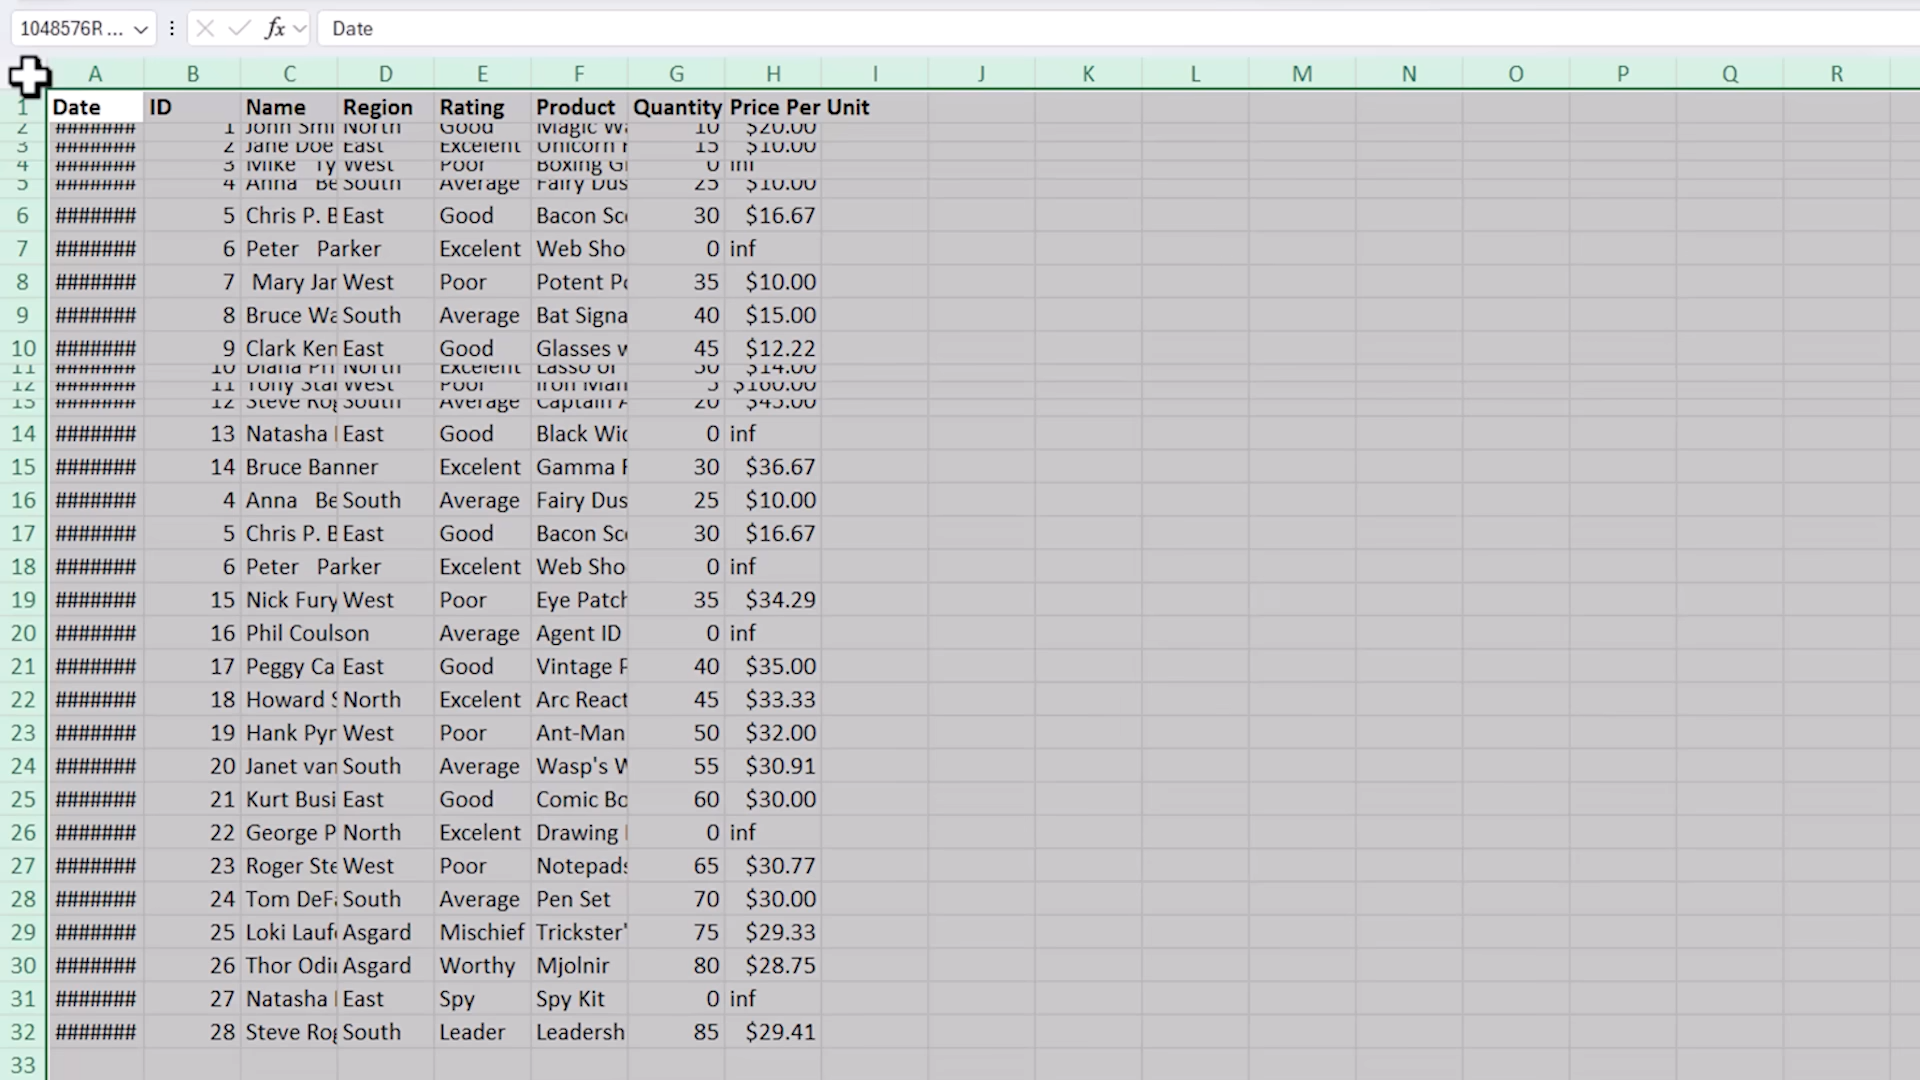 1048576R ... fx Date
A B C D E F G H I J K L M N O P Q R
1 Date ID Name Region Rating Product Quantity Price Per Unit
2 ####### 1 John Smi North Good Magic Wa 10 $20.00
3 ####### 2 Jane Doe East Excelent Unicorn 15 $10.00
4 ####### 3 Mike Ty West Poor Boxing Gl 0 inf
5 ####### 4 Anna Be South Average Fairy Dus 25 $10.00
6 ####### 5 Chris P. B East Good Bacon Sc 30 $16.67
7 ####### 6 Peter Parker Excelent Web Sho 0 inf
8 ####### 7 Mary Jan West Poor Potent Po 35 $10.00
9 ####### 8 Bruce Wa South Average Bat Signa 40 $15.00
10 ####### 9 Clark Ken East Good Glasses w 45 $12.22
11 ####### 10 Diana Pri North Excelent Lasso of 50 $14.00
12 ####### 11 Tony Star West Poor Iron Man 5 $160.00
13 ####### 12 Steve Rog South Average Captain A 20 $45.00
14 ####### 13 Natasha East Good Black Wid 0 inf
15 ####### 14 Bruce Banner Excelent Gamma 30 $36.67
16 ####### 4 Anna Be South Average Fairy Dus 25 $10.00
17 ####### 5 Chris P. B East Good Bacon Sc 30 $16.67
18 ####### 6 Peter Parker Excelent Web Sho 0 inf
19 ####### 15 Nick Fury West Poor Eye Patch 35 $34.29
20 ####### 16 Phil Coulson Average Agent ID 0 inf
21 ####### 17 Peggy Ca East Good Vintage 40 $35.00
22 ####### 18 Howard S North Excelent Arc React 45 $33.33
23 ####### 19 Hank Pyr West Poor Ant-Man 50 $32.00
24 ####### 20 Janet van South Average Wasp's W 55 $30.91
25 ####### 21 Kurt Busi East Good Comic Bo 60 $30.00
26 ####### 22 George P North Excelent Drawing 0 inf
27 ####### 23 Roger Ste West Poor Notepads 65 $30.77
28 ####### 24 Tom DeFa South Average Pen Set 70 $30.00
29 ####### 25 Loki Laufe Asgard Mischief Trickster' 75 $29.33
30 ####### 26 Thor Odin Asgard Worthy Mjolnir 80 $28.75
31 ####### 27 Natasha East Spy Spy Kit 0 inf
32 ####### 28 Steve Rog South Leader Leadersh 85 $29.41
33